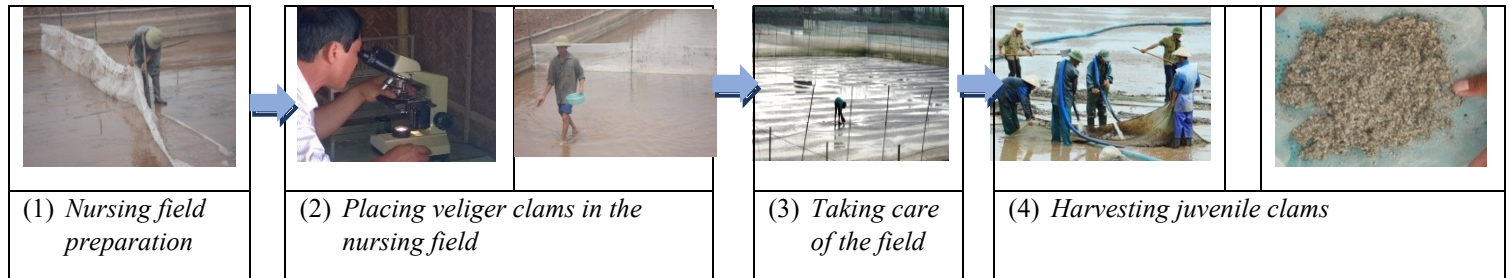 (1) Nursing field
preparation
(2) Placing veliger clams in the
nursing field
(3) Taking care
of the field
(4) Harvesting juvenile clams